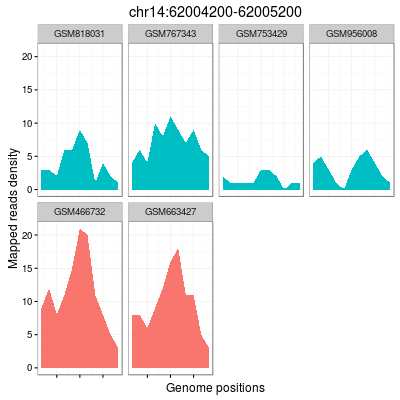 chr14:62004200-62005200
GSM818031 GSM767343 GSM753429 GSM956008
20
15
10
5
0
Mapped reads density
GSM466732 GSM663427
20
15
10
5
0
Genome positions